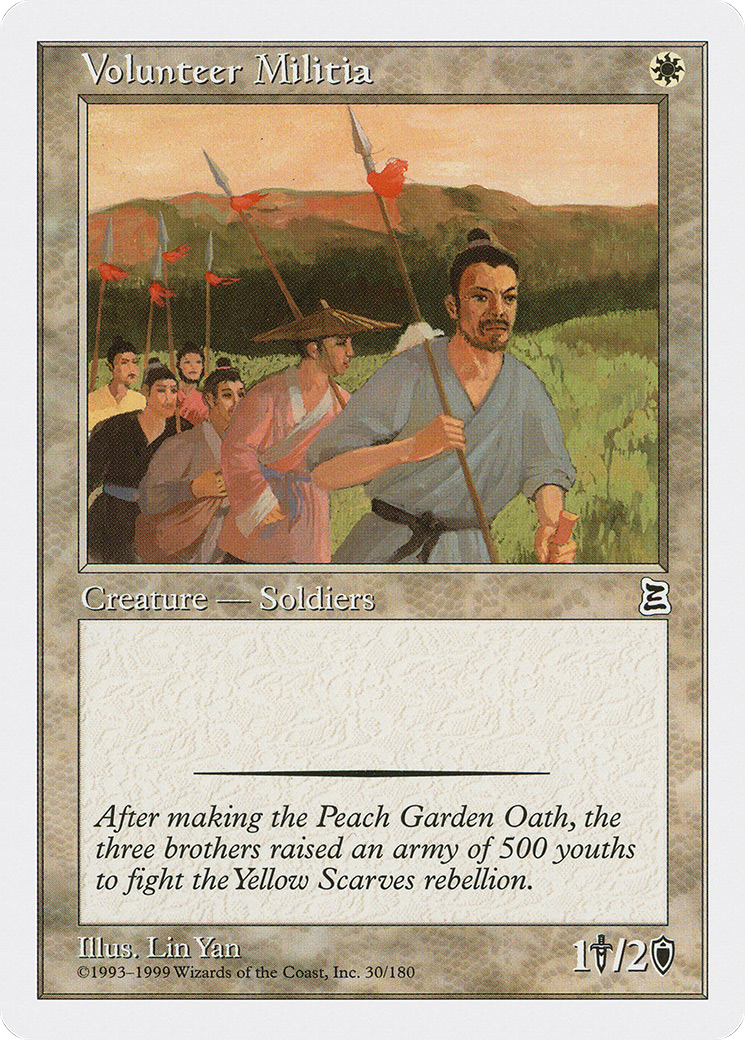 Volunteer Militia
Creature — Soldiers
After making the Peach Garden Oath, the
three brothers raised an army of 500 youths
to fight the Yellow Scarves rebellion.
Illus. Lin Yan
1/2
©1993–1999 Wizards of the Coast, Inc. 30/180